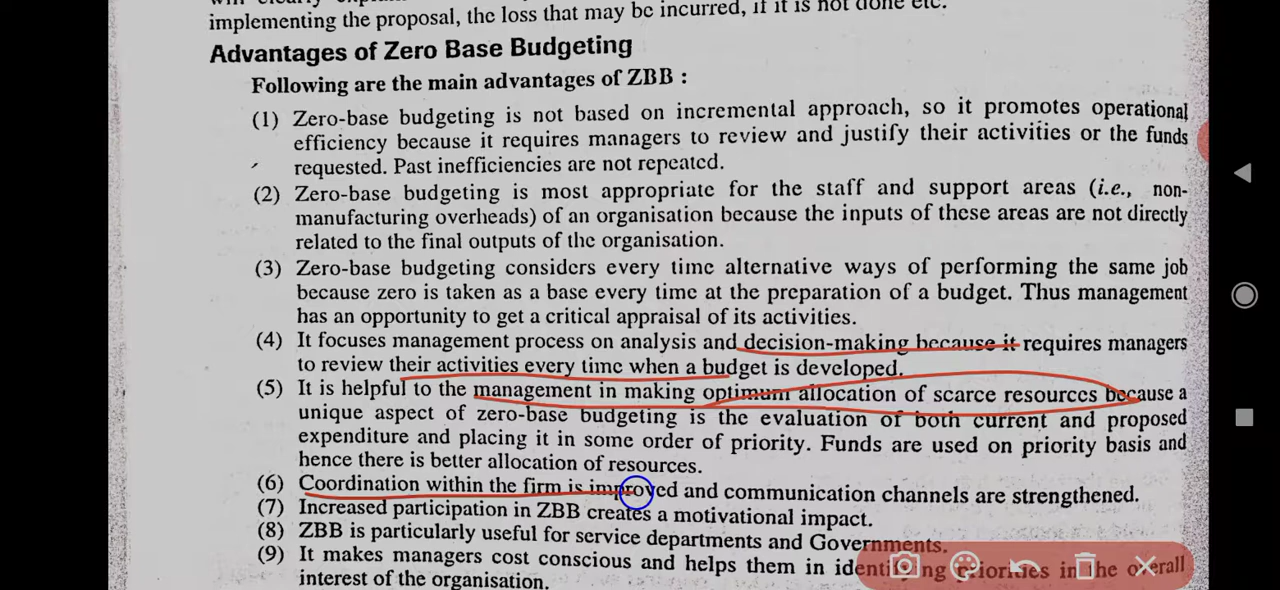 implementing the proposal, the loss that may be incurred, if it is not done etc.
Advantages of Zero Base Budgeting
Following are the main advantages of ZBB :
(1) Zero-base budgeting is not based on incremental approach, so it promotes operational
efficiency because it requires managers to review and justify their activities or the funds
requested. Past inefficiencies are not repeated.
(2) Zero-base budgeting is most appropriate for the staff and support areas (i.e., non-
manufacturing overheads) of an organisation because the inputs of these areas are not directly
related to the final outputs of the organisation.
(3) Zero-base budgeting considers every time alternative ways of performing the same job
because zero is taken as a base every time at the preparation of a budget. Thus management
has an opportunity to get a critical appraisal of its activities.
(4) It focuses management process on analysis and decision-making because it requires managers
to review their activities every time when a budget is developed.
(5) It is helpful to the management in making optimum allocation of scarce resources because a
unique aspect of zero-base budgeting is the evaluation of both current and proposed
expenditure and placing it in some order of priority. Funds are used on priority basis and
hence there is better allocation of resources.
(6) Coordination within the firm is improved and communication channels are strengthened.
(7) Increased participation in ZBB creates a motivational impact.
(8) ZBB is particularly useful for service departments and Governments.
(9) It makes managers cost conscious and helps them in identifying priorities in the overall
interest of the organisation.